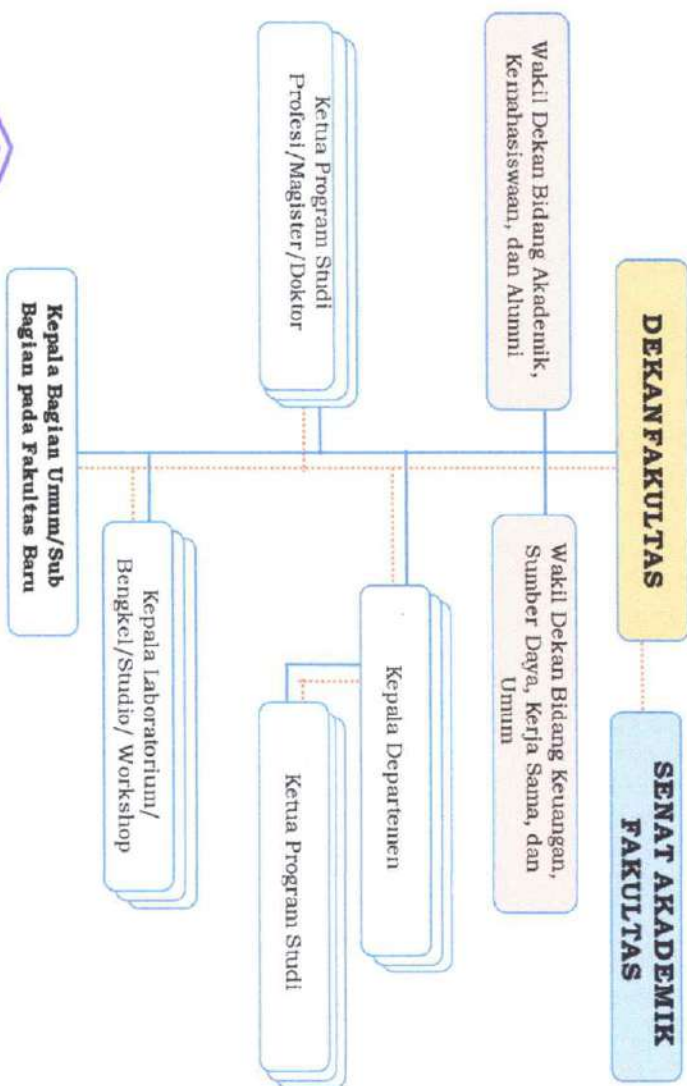 DEKANFAKULTAS
SENAT AKADEMIK
FAKULTAS
Wakil Dekan Bidang Akademik,
Kemahasiswaan, dan Alumni
Wakil Dekan Bidang Keuangan,
Sumber Daya, Kerja Sama, dan
Umum
Kepala Departemen
Ketua Program Studi
Profesi/Magister/Doktor
Ketua Program Studi
Kepala Laboratorium/
Bengkel/Studio/ Workshop
Kepala Bagian Umum/Sub
Bagian pada Fakultas Baru